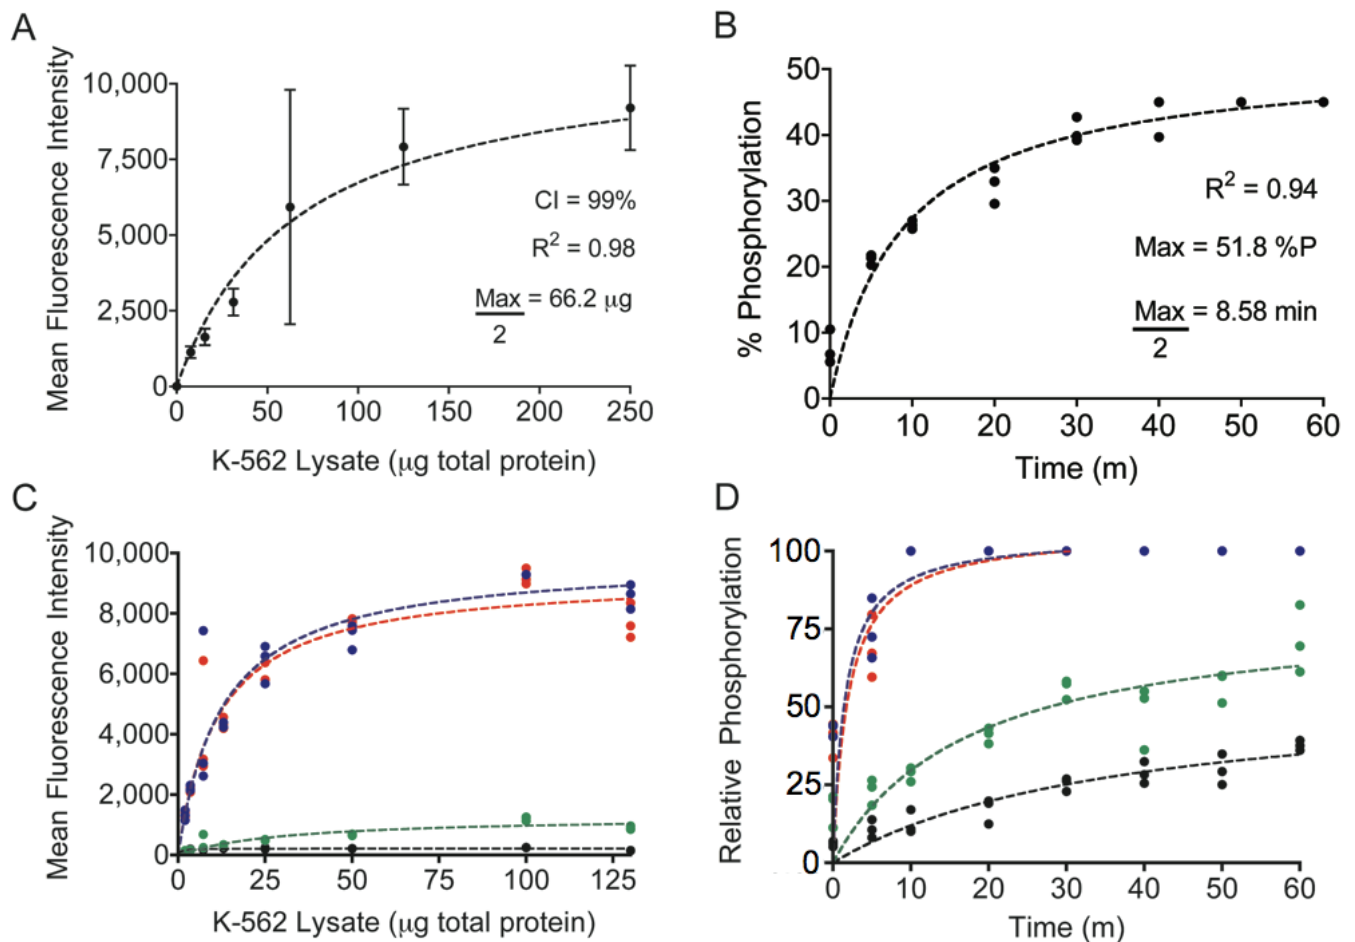 A
Mean Fluorescence Intensity
10,000
7,500
5,000
2,500
0
0 50 100 150 200 250
K-562 Lysate (μg total protein)
CI = 99%
R² = 0.98
Max = 66.2 μg
2
B
% Phosphorylation
50
40
30
20
10
0
0 10 20 30 40 50 60
Time (m)
R² = 0.94
Max = 51.8 %P
Max = 8.58 min
2
C
Mean Fluorescence Intensity
10,000
8,000
6,000
4,000
2,000
0
0 25 50 75 100 125
K-562 Lysate (μg total protein)
D
Relative Phosphorylation
100
75
50
25
0
0 10 20 30 40 50 60
Time (m)